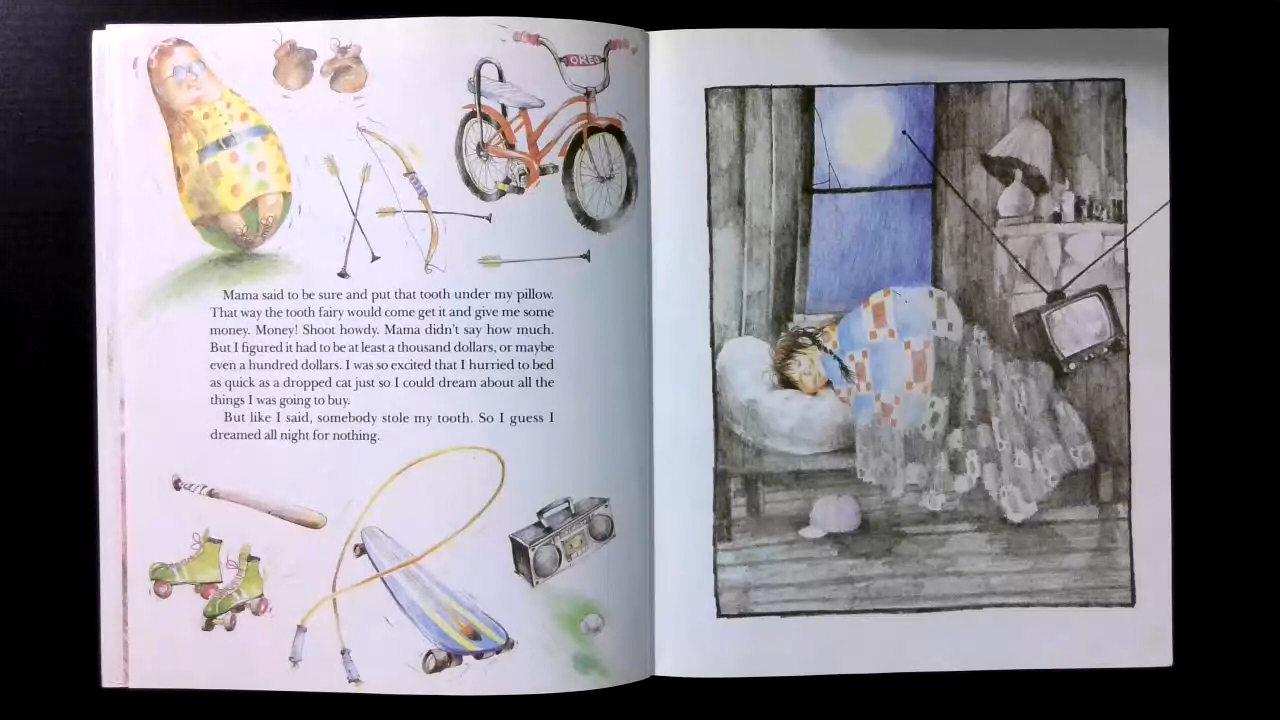 OREO
Mama said to be sure and put that tooth under my pillow.
That way the tooth fairy would come get it and give me some
money. Money! Shoot howdy. Mama didn't say how much.
But I figured it had to be at least a thousand dollars, or maybe
even a hundred dollars. I was so excited that I hurried to bed
as quick as a dropped cat just so I could dream about all the
things I was going to buy.
But like I said, somebody stole my tooth. So I guess I
dreamed all night for nothing.